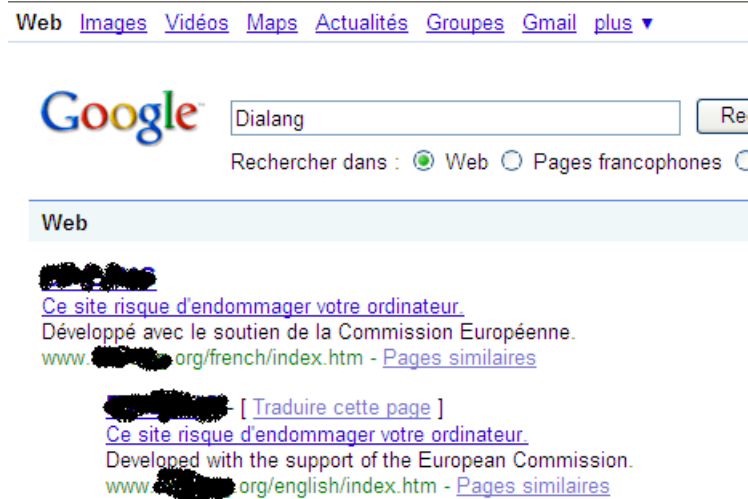 Web Images Vidéos Maps Actualités Groupes Gmail plus ▼
Google Dialang
Rechercher dans : Web Pages francophones
Web
Ce site risque d'endommager votre ordinateur.
Développé avec le soutien de la Commission Européenne.
www. org/french/index.htm - Pages similaires
- [ Traduire cette page ]
Ce site risque d'endommager votre ordinateur.
Developed with the support of the European Commission.
www. org/english/index.htm - Pages similaires